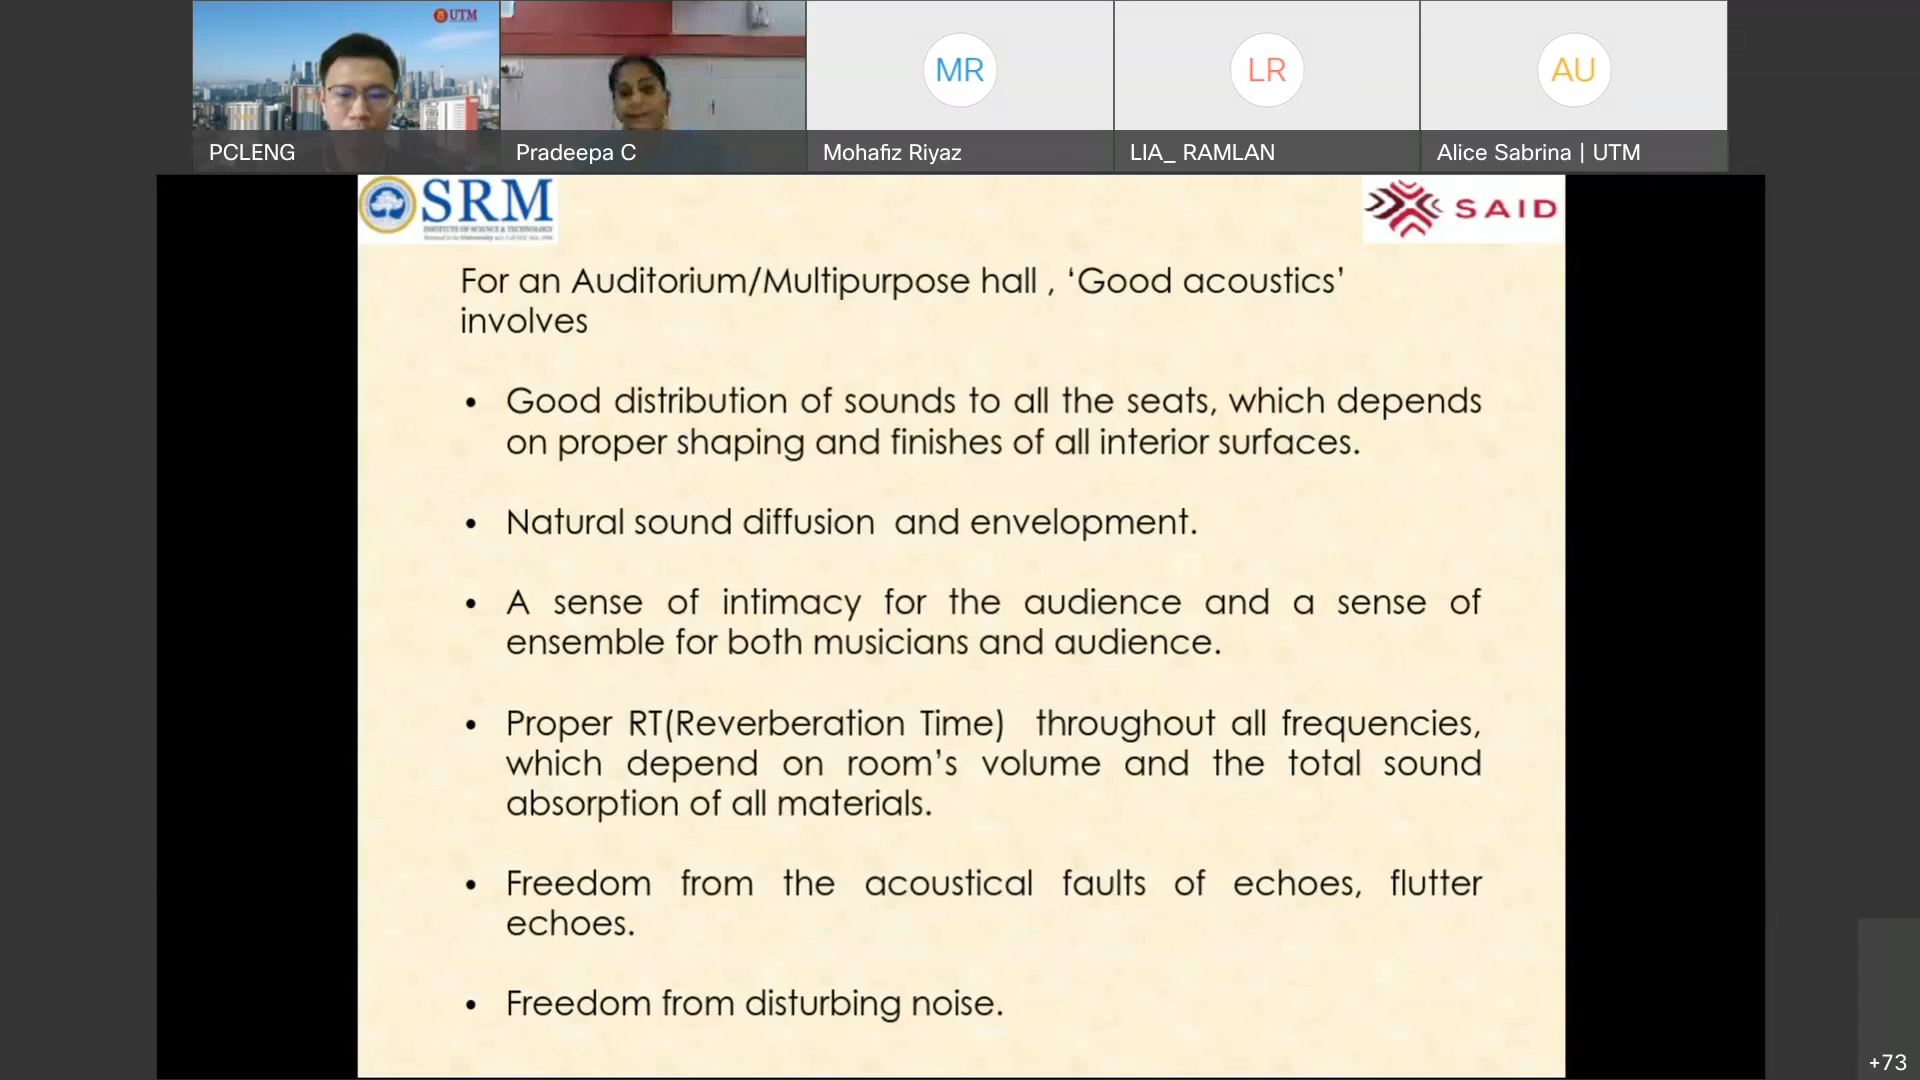 UTM
MR
LR
AU
PCLENG
Pradeepa C
Mohafiz Riyaz
LIA_ RAMLAN
Alice Sabrina | UTM
SRM
INSTITUTE OF SCIENCE & TECHNOLOGY
SAID
For an Auditorium/Multipurpose hall , ‘Good acoustics’
involves
• Good distribution of sounds to all the seats, which depends
on proper shaping and finishes of all interior surfaces.
• Natural sound diffusion and envelopment.
• A sense of intimacy for the audience and a sense of
ensemble for both musicians and audience.
• Proper RT(Reverberation Time) throughout all frequencies,
which depend on room’s volume and the total sound
absorption of all materials.
• Freedom from the acoustical faults of echoes, flutter
echoes.
• Freedom from disturbing noise.
+73